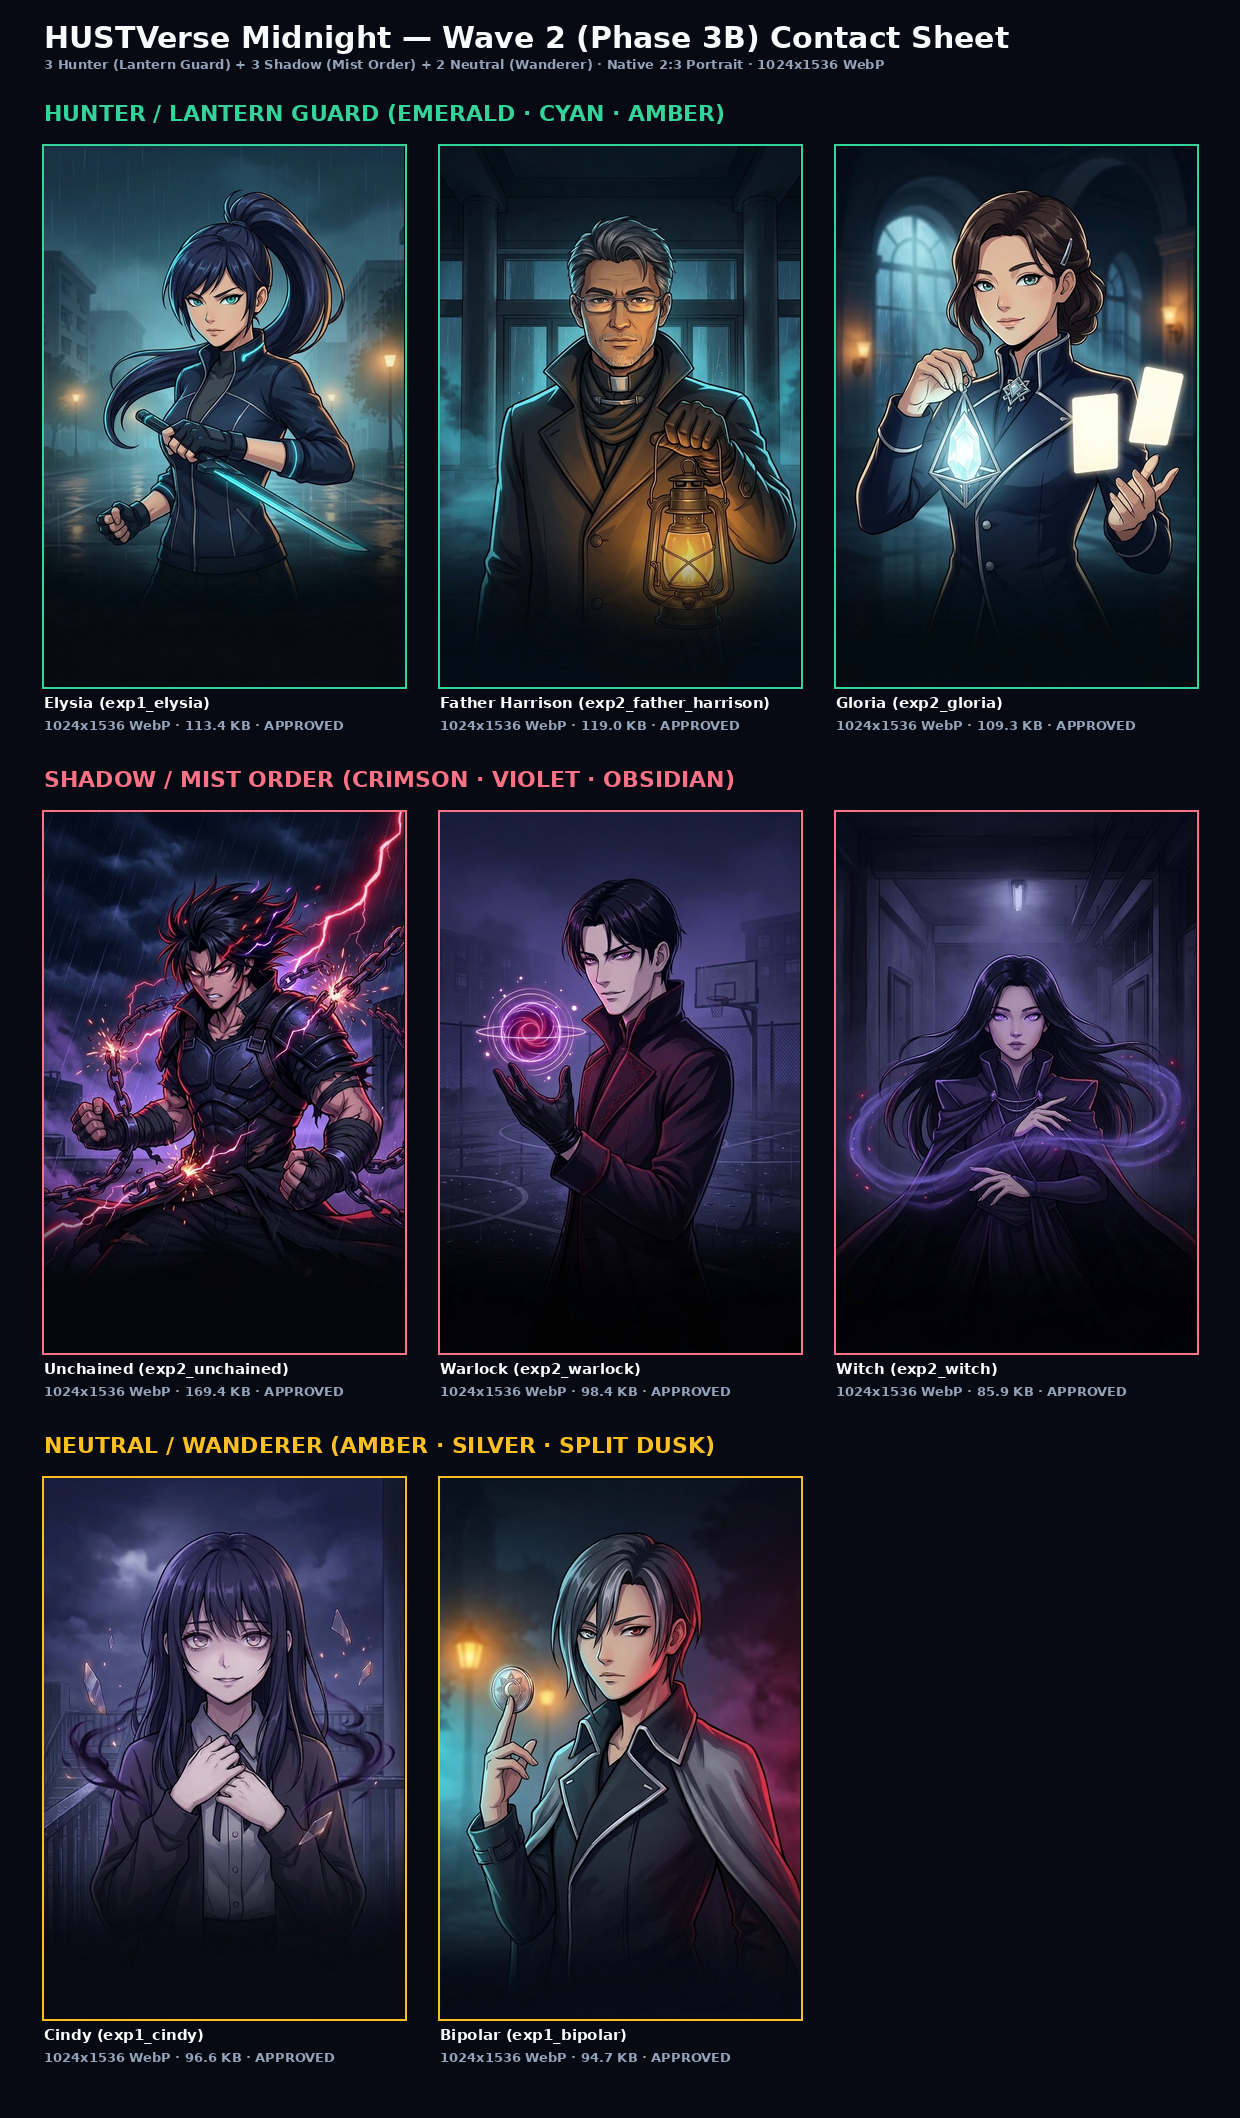 HUSTVerse Midnight — Wave 2 (Phase 3B) Contact Sheet
3 Hunter (Lantern Guard) + 3 Shadow (Mist Order) + 2 Neutral (Wanderer) · Native 2:3 Portrait · 1024x1536 WebP
HUNTER / LANTERN GUARD (EMERALD · CYAN · AMBER)
Elysia (exp1_elysia)
1024x1536 WebP · 113.4 KB · APPROVED
Father Harrison (exp2_father_harrison)
1024x1536 WebP · 119.0 KB · APPROVED
Gloria (exp2_gloria)
1024x1536 WebP · 109.3 KB · APPROVED
SHADOW / MIST ORDER (CRIMSON · VIOLET · OBSIDIAN)
Unchained (exp2_unchained)
1024x1536 WebP · 169.4 KB · APPROVED
Warlock (exp2_warlock)
1024x1536 WebP · 98.4 KB · APPROVED
Witch (exp2_witch)
1024x1536 WebP · 85.9 KB · APPROVED
NEUTRAL / WANDERER (AMBER · SILVER · SPLIT DUSK)
Cindy (exp1_cindy)
1024x1536 WebP · 96.6 KB · APPROVED
Bipolar (exp1_bipolar)
1024x1536 WebP · 94.7 KB · APPROVED